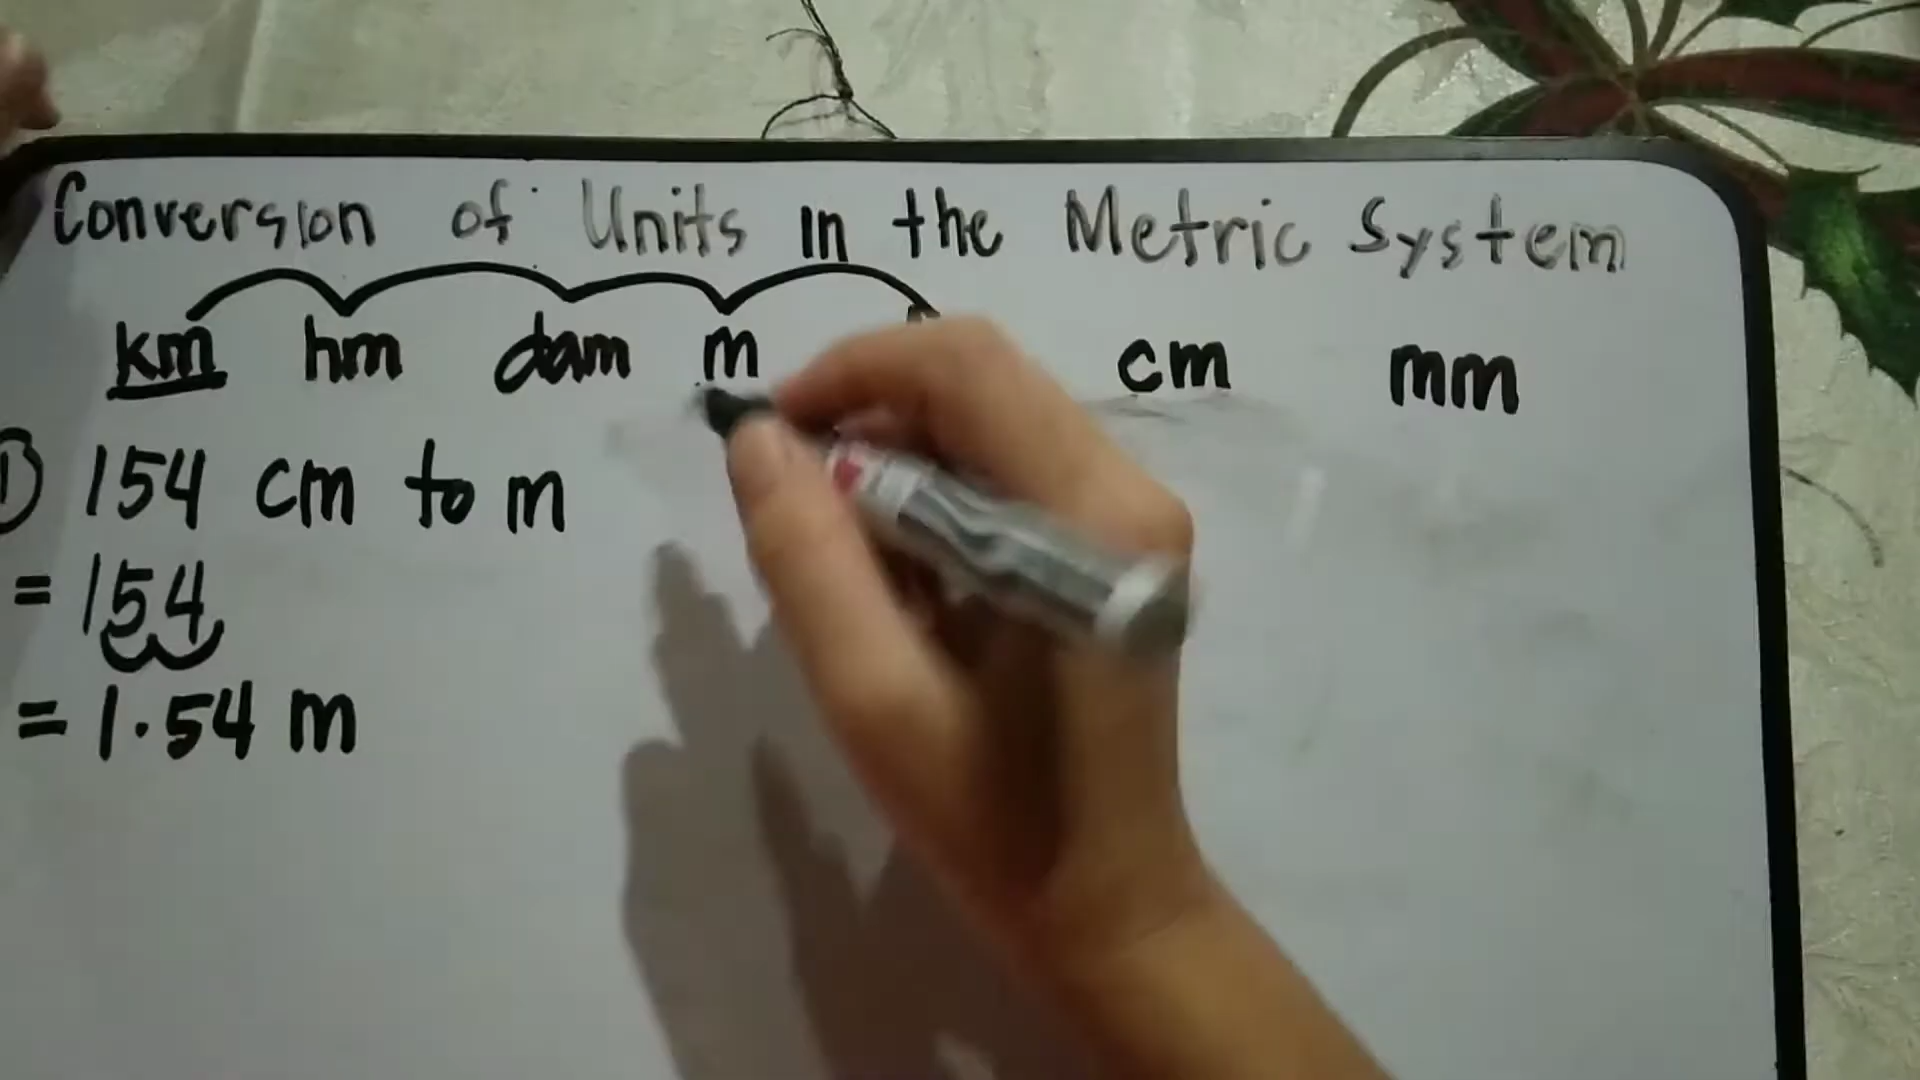 Conversion of Units in the Metric System
km hm dam m cm mm
1) 154 cm to m
= 154
= 1.54 m